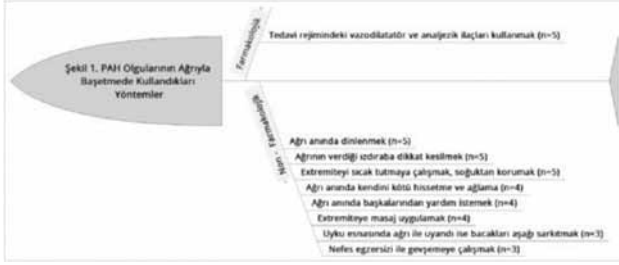 Şekil 1. PAH Olgularının Ağrıyla
Başetmede Kullandıkları
Yöntemler
Farmakolojik
Tedavi rejimindeki vazodilatatör ve analjezik ilaçları kullanmak (n=5)
Non - Farmakolojik
Ağrı anında dinlenmek (n=5)
Ağrının verdiği ızdıraba dikkat kesilmek (n=5)
Extremiteyi sıcak tutmaya çalışmak, soğuktan korumak (n=5)
Ağrı anında kendini kötü hissetme ve ağlama (n=4)
Ağrı anında başkalarından yardım istemek (n=4)
Extremiteye masaj uygulamak (n=4)
Uyku esnasında ağrı ile uyandı ise bacakları aşağı sarkıtmak (n=3)
Nefes egzersizi ile gevşemeye çalışmak (n=3)